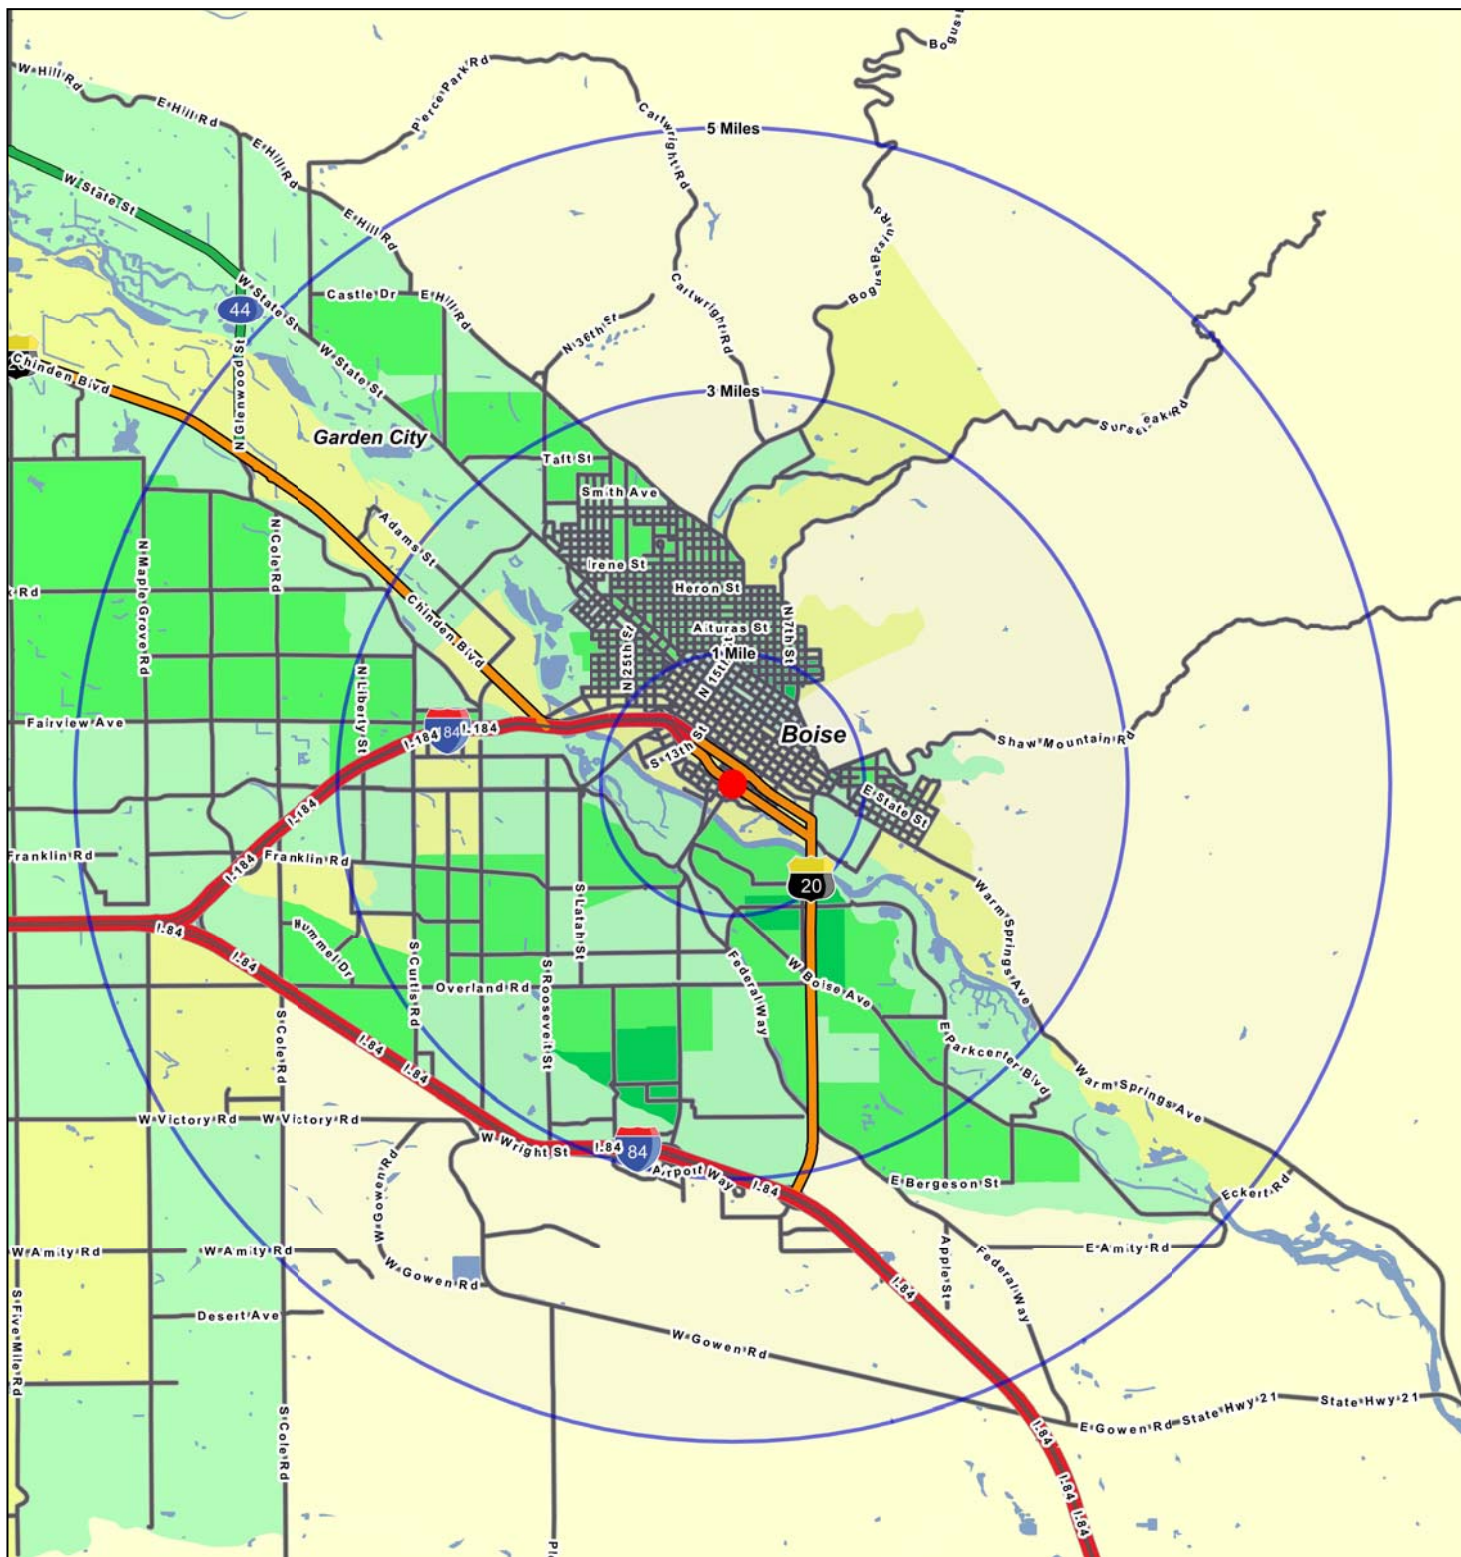 Bogus
W Hill Rd
E Hill Rd
Pierce Park Rd
Cartwright Rd
5 Miles
E Hill Rd
W State St
E Hill Rd
Bogus Basin Rd
W State St
44
Castle Dr
E Hill Rd
Cartwright Rd
N 36th St
Chinden Blvd
N Glenwood St
W State St
3 Miles
Garden City
Taft St
Smith Ave
Adams St
N Maple Grove Rd
N Cole Rd
Irene St
Heron St
Chinden Blvd
N 7th St
Alturas St
1 Mile
N 25th St
N 15th
N Liberty St
Fairview Ave
I-184
84
I-184
S 13th St
Boise
Shaw Mountain Rd
I-184
E State St
Franklin Rd
Franklin Rd
I-184
20
S Latah St
Warm Springs Ave
I-84
I-84
Hummel Dr
S Curtis Rd
S Roosevelt St
Federal Way
W Boise Ave
Overland Rd
S Cole Rd
I-84
I-84
E Parkcenter Blvd
Warm Springs Ave
W Victory Rd
W Victory Rd
W Wright St
I-84
84
Airport Way
I-84
E Bergeson St
Eckert Rd
W Gowen Rd
W Amity Rd
W Amity Rd
E Amity Rd
W Gowen Rd
Apple St
Federal Way
I-84
S Five Mile Rd
Desert Ave
W Gowen Rd
S Cole Rd
E Gowen Rd
State Hwy 21
State Hwy 21
I-84
I-84
I-84